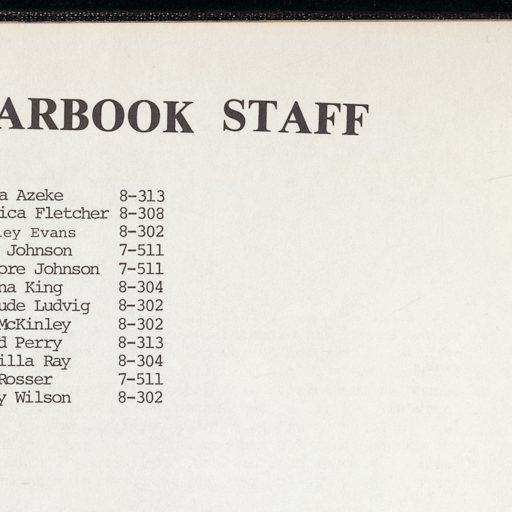 ARBOOK STAFF
a Azeke 8-313
ica Fletcher 8-308
ley Evans 8-302
Johnson 7-511
ore Johnson 7-511
na King 8-304
ude Ludvig 8-302
McKinley 8-302
d Perry 8-313
illa Ray 8-304
Rosser 7-511
y Wilson 8-302